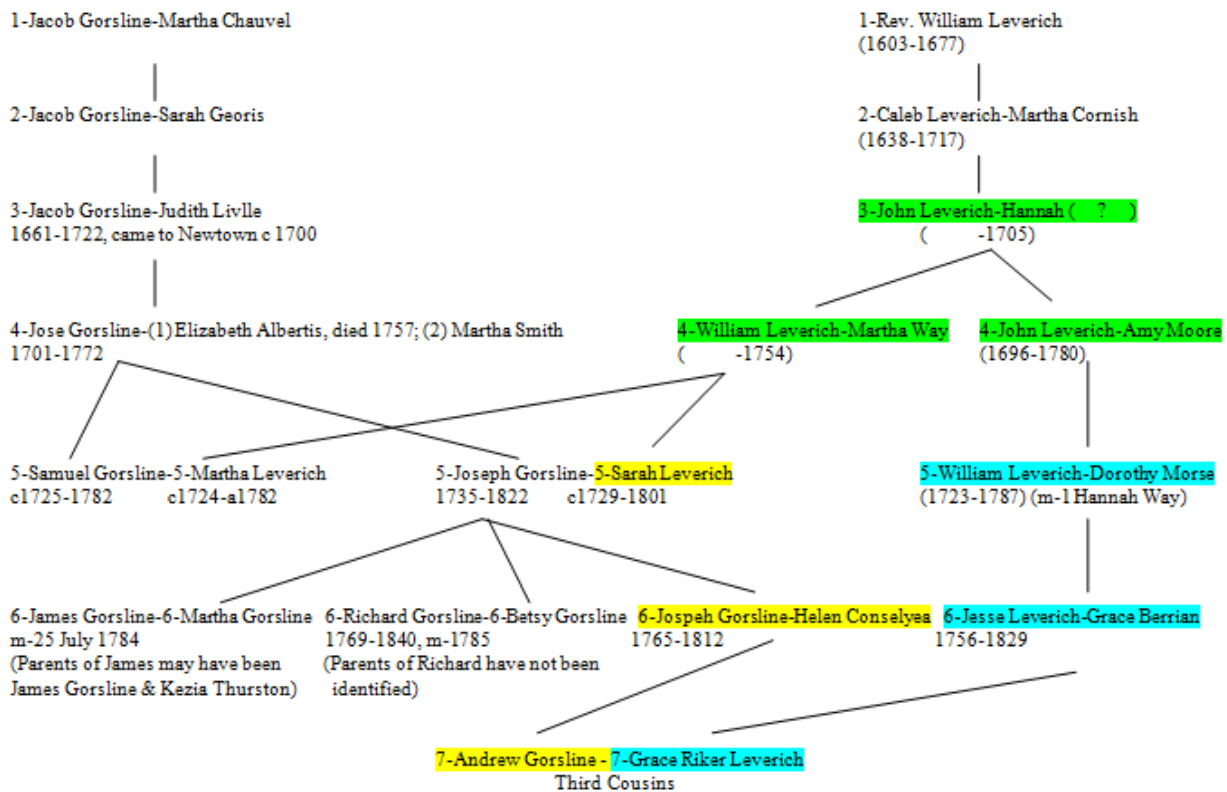 1-Jacob Gorsline-Martha Chauvel
1-Rev. William Leverich
(1603-1677)
2-Jacob Gorsline-Sarah Georis
2-Caleb Leverich-Martha Cornish
(1638-1717)
3-Jacob Gorsline-Judith Livlle
1661-1722, came to Newtown c 1700
3-John Leverich-Hannah ( ? )
( -1705)
4-Jose Gorsline-(1) Elizabeth Albertis, died 1757; (2) Martha Smith
1701-1772
4-William Leverich-Martha Way
( -1754)
4-John Leverich-Amy Moore
(1696-1780)
5-Samuel Gorsline-5-Martha Leverich
c1725-1782 c1724-a1782
5-Joseph Gorsline-5-Sarah Leverich
1735-1822 c1729-1801
5-William Leverich-Dorothy Morse
(1723-1787) (m-1 Hannah Way)
6-James Gorsline-6-Martha Gorsline
m-25 July 1784
(Parents of James may have been
James Gorsline & Kezia Thurston)
6-Richard Gorsline-6-Betsy Gorsline
1769-1840, m-1785
(Parents of Richard have not been
identified)
6-Jospeh Gorsline-Helen Conselyea
1765-1812
6-Jesse Leverich-Grace Berrian
1756-1829
7-Andrew Gorsline - 7-Grace Riker Leverich
Third Cousins